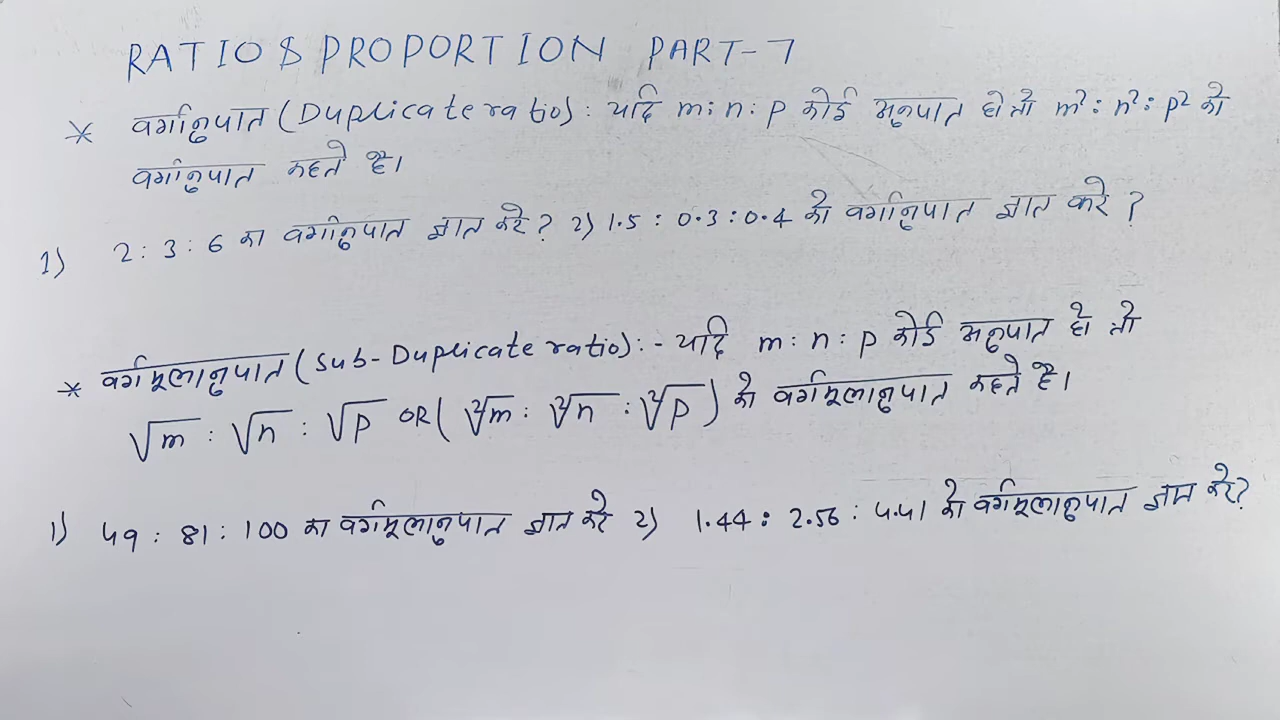 RATIO & PROPORTION PART-7
* वर्गानुपात (Duplicate ratio) : यदि m : n : p कोई अनुपात हो तो m² : n² : p² को
वर्गानुपात कहते है।
1) 2 : 3 : 6 का वर्गानुपात ज्ञात करे ? 2) 1.5 : 0.3 : 0.4 को वर्गानुपात ज्ञात करे ?
* वर्गमूलानुपात (Sub-Duplicate ratio) : - यदि m : n : p कोई अनुपात हो तो
√m : √n : √p OR ( ²√m : ²√n : ²√p ) को वर्गमूलानुपात कहते है।
1) 49 : 81 : 100 का वर्गमूलानुपात ज्ञात करे 2) 1.44 : 2.56 : 4.41 को वर्गमूलानुपात ज्ञात करे ?